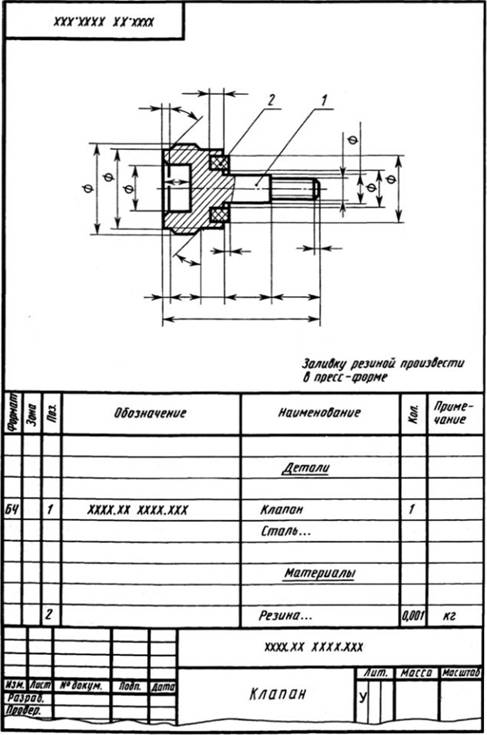 XXX·XXXX XX·XXXX
2 1
Ф Ф Ф Ф Ф Ф
Заливку резиной произвести
в пресс-форме
Формат Зона Поз. Обозначение Наименование Кол. Приме-
чание
Детали
БЧ 1 XXXX.XX XXXX.XXX Клапан 1
Сталь...
Материалы
2 Резина... 0,001 кг
XXXX.XX XXXX.XXX
Лит. Масса Масштаб
Изм. Лист № докум. Подп. Дата
Клапан У
Разраб.
Провер.